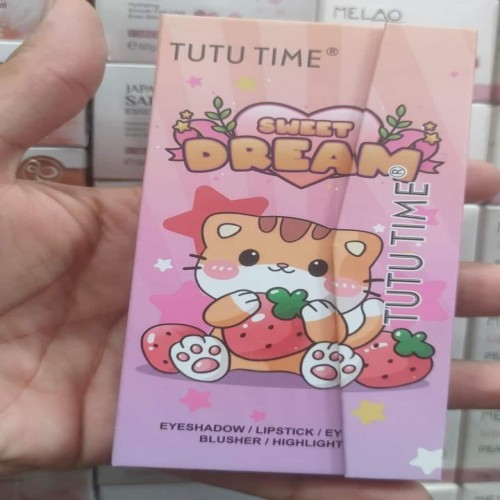 MELAO
TUTU TIME®
SWEET
DREAM
TUTU TIME®
EYESHADOW / LIPSTICK / EY
BLUSHER / HIGHLIGHT